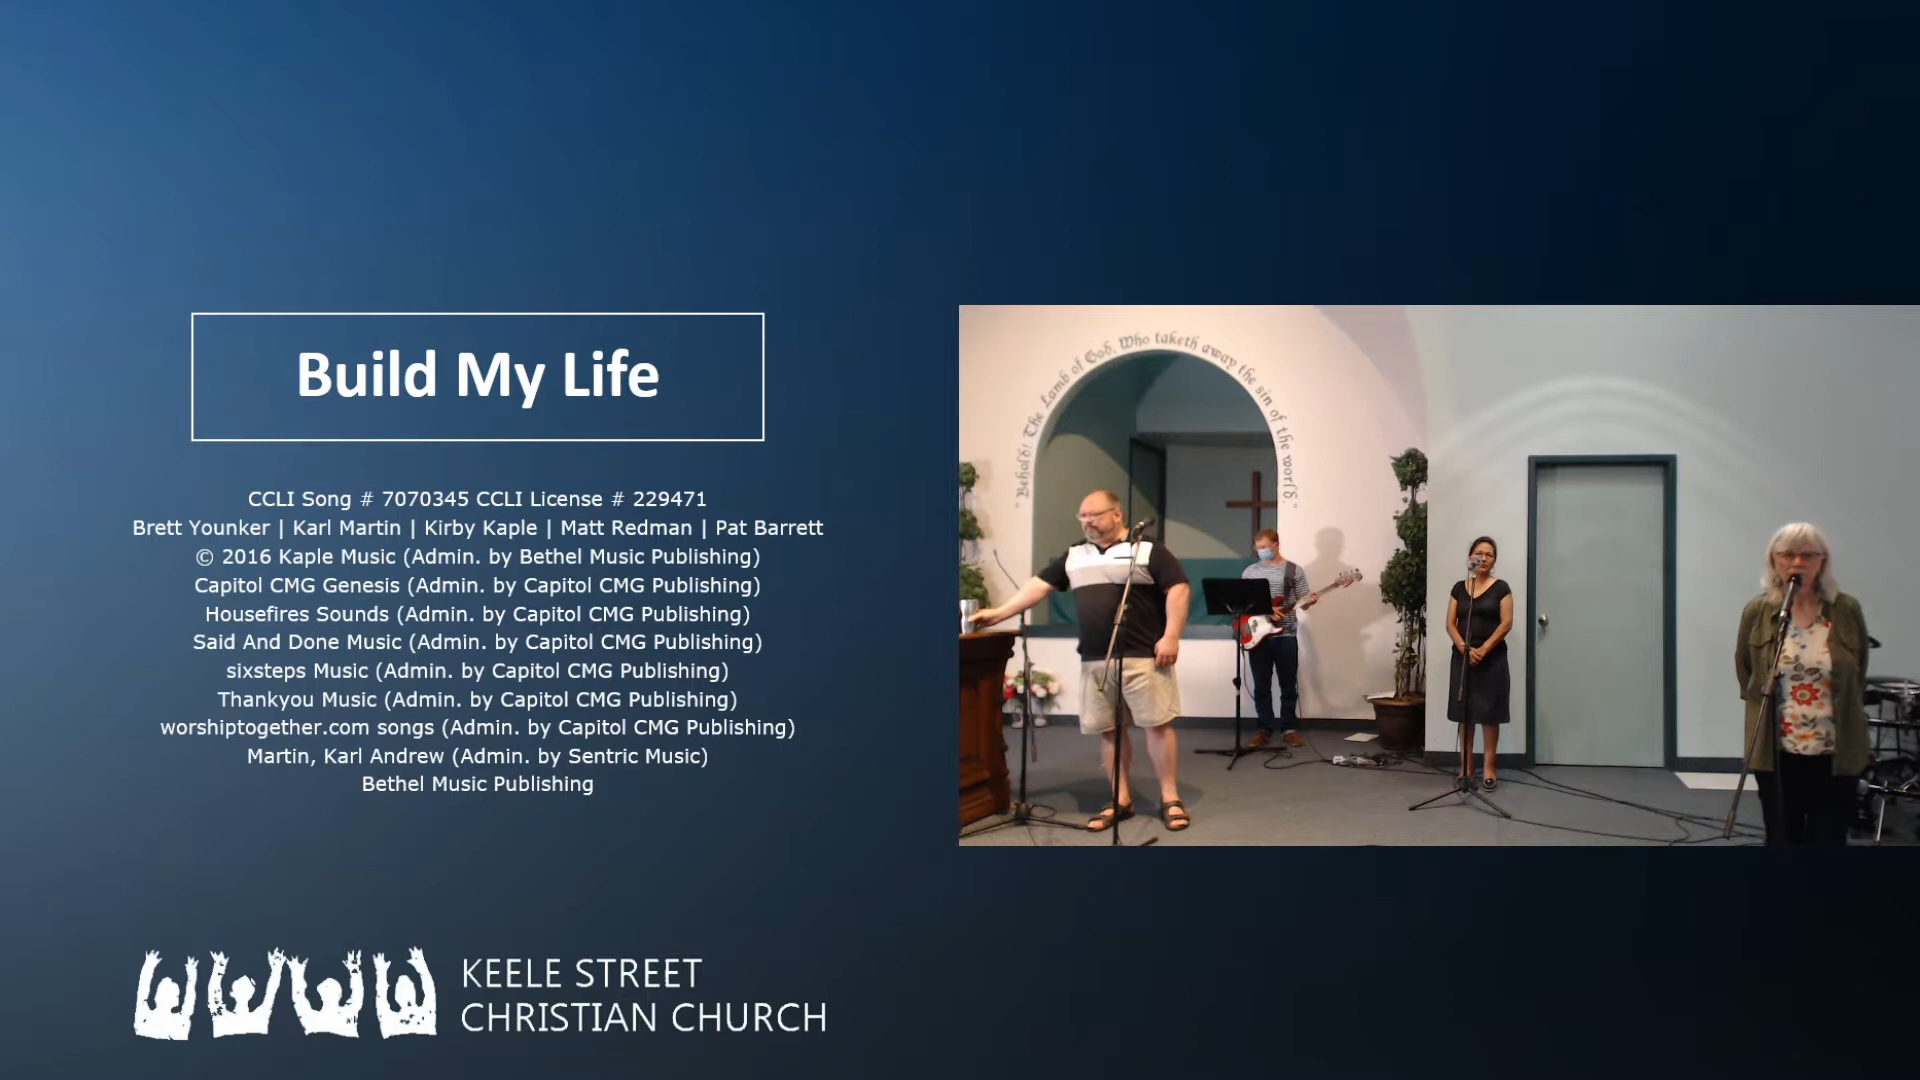 Build My Life
CCLI Song # 7070345 CCLI License # 229471
Brett Younker | Karl Martin | Kirby Kaple | Matt Redman | Pat Barrett
© 2016 Kaple Music (Admin. by Bethel Music Publishing)
Capitol CMG Genesis (Admin. by Capitol CMG Publishing)
Housefires Sounds (Admin. by Capitol CMG Publishing)
Said And Done Music (Admin. by Capitol CMG Publishing)
sixsteps Music (Admin. by Capitol CMG Publishing)
Thankyou Music (Admin. by Capitol CMG Publishing)
worshiptogether.com songs (Admin. by Capitol CMG Publishing)
Martin, Karl Andrew (Admin. by Sentric Music)
Bethel Music Publishing
KEELE STREET
CHRISTIAN CHURCH
"Behold! The Lamb of God, Who taketh away the sin of the world."